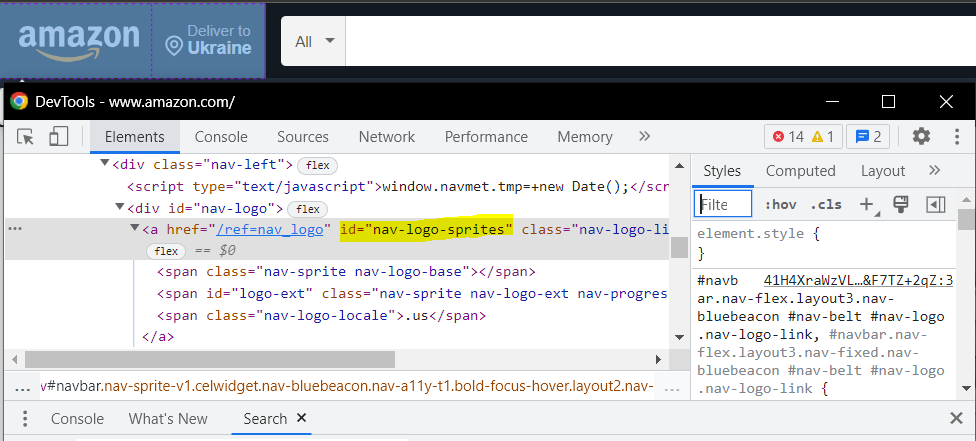 amazon
Deliver to
Ukraine
All
DevTools - www.amazon.com/
Elements Console Sources Network Performance Memory » 14 1 2
<div class="nav-left"> flex
<script type="text/javascript">window.navmet.tmp=+new Date();</scr
<div id="nav-logo"> flex
... <a href="/ref=nav_logo" id="nav-logo-sprites" class="nav-logo-li
flex == $0
<span class="nav-sprite nav-logo-base"></span>
<span id="logo-ext" class="nav-sprite nav-logo-ext nav-progres
<span class="nav-logo-locale">.us</span>
</a>
... v#navbar.nav-sprite-v1.celwidget.nav-bluebeacon.nav-a11y-t1.bold-focus-hover.layout2.nav- ...
Styles Computed Layout »
Filte :hov .cls +
element.style {
}
#navb 41H4XraWzVL…&F7TZ+2qZ:3
ar.nav-flex.layout3.nav-
bluebeacon #nav-belt #nav-logo
.nav-logo-link, #navbar.nav-
flex.layout3.nav-fixed.nav-
bluebeacon #nav-belt #nav-logo
.nav-logo-link {
Console What's New Search ×